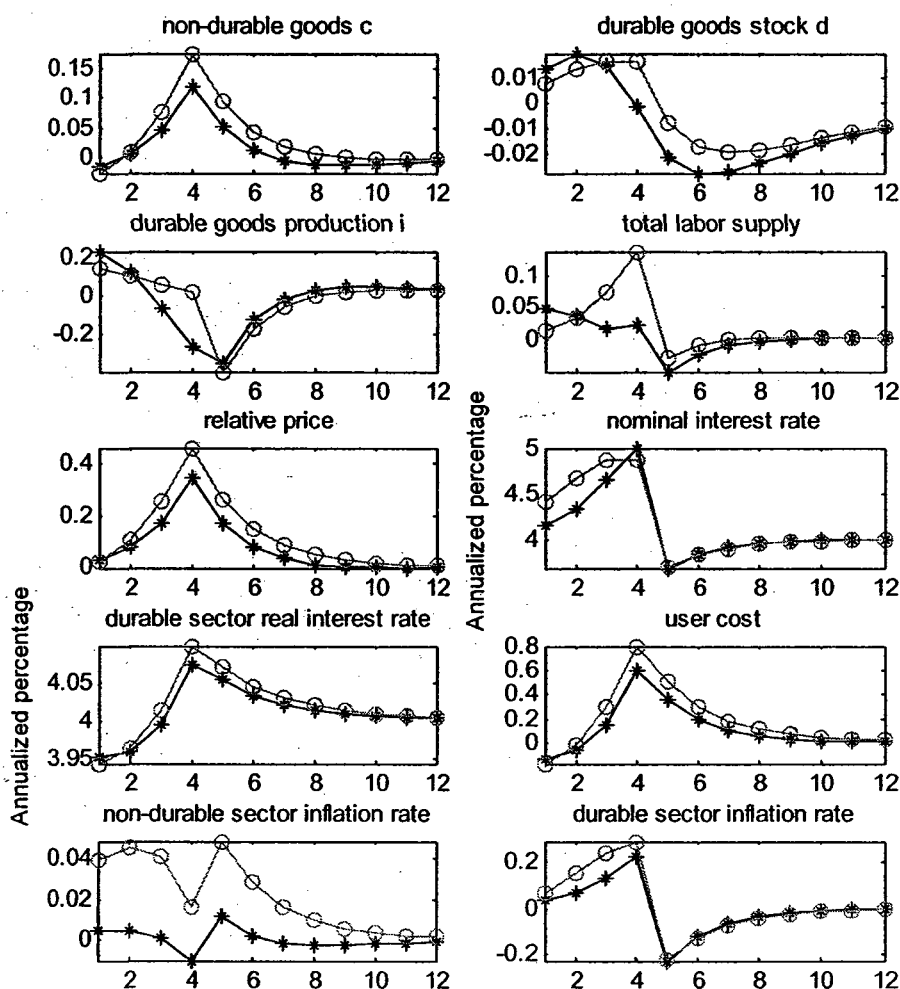 non-durable goods c
0.15
0.1
0.05
0
2 4 6 8 10 12
durable goods stock d
0.01
0
-0.01
-0.02
2 4 6 8 10 12
durable goods production i
0.2
0
-0.2
2 4 6 8 10 12
total labor supply
0.1
0.05
0
2 4 6 8 10 12
relative price
0.4
0.2
0
2 4 6 8 10 12
Annualized percentage
nominal interest rate
5
4.5
4
2 4 6 8 10 12
Annualized percentage
durable sector real interest rate
4.05
4
3.95
2 4 6 8 10 12
user cost
0.8
0.6
0.4
0.2
0
2 4 6 8 10 12
non-durable sector inflation rate
0.04
0.02
0
2 4 6 8 10 12
durable sector inflation rate
0.2
0
-0.2
2 4 6 8 10 12